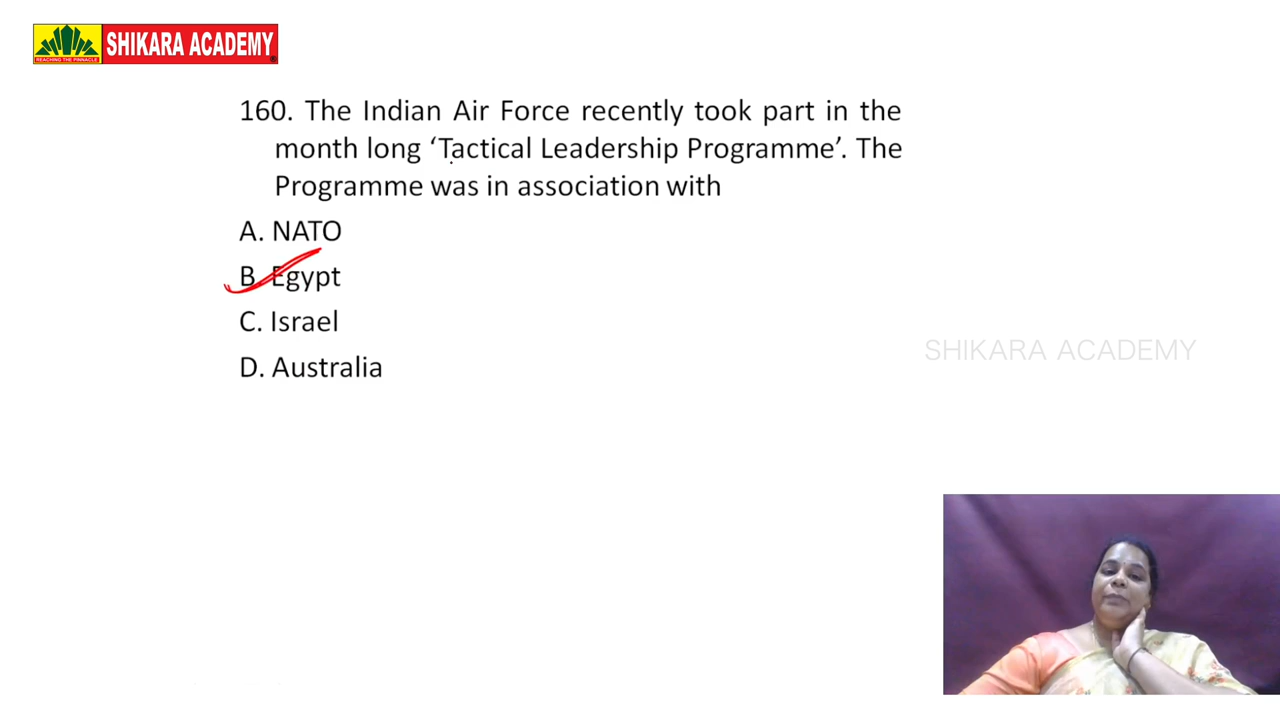 SHIKARA ACADEMY
REACHING THE PINNACLE
160. The Indian Air Force recently took part in the
month long ‘Tactical Leadership Programme’. The
Programme was in association with
A. NATO
B. Egypt
C. Israel
D. Australia
SHIKARA ACADEMY